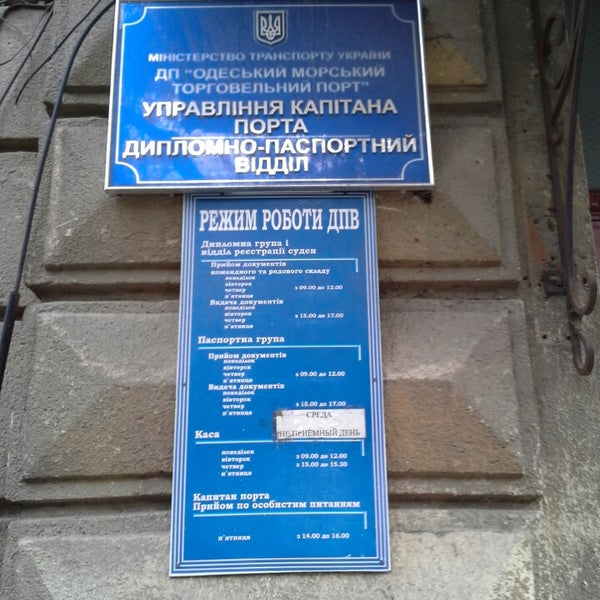 МІНІСТЕРСТВО ТРАНСПОРТУ УКРАЇНИ
ДП "ОДЕСЬКИЙ МОРСЬКИЙ
ТОРГОВЕЛЬНИЙ ПОРТ"
УПРАВЛІННЯ КАПІТАНА
ПОРТА
ДИПЛОМНО-ПАСПОРТНИЙ
ВІДДІЛ
РЕЖИМ РОБОТИ ДПВ
Дипломна група і
відділ реєстрації суден
Прийом документів
командного та рядового складу
понеділок
вівторок
четвер з 09.00 до 12.00
п'ятниця
Видача документів
понеділок
вівторок
четвер з 15.00 до 17.00
п'ятниця
Паспортна група
Прийом документів
понеділок
вівторок
четвер з 09.00 до 12.00
п'ятниця
Видача документів
понеділок
вівторок
четвер з 15.00 до 17.00
п'ятниця
СРЕДА
НЕ ПРИЁМНЫЙ ДЕНЬ
Каса
понеділок з 09.00 до 12.00
вівторок
четвер з 15.00 до 15.30
п'ятниця
Капитан порта
Прийом по особистим питанням
п'ятниця з 14.00 до 16.00